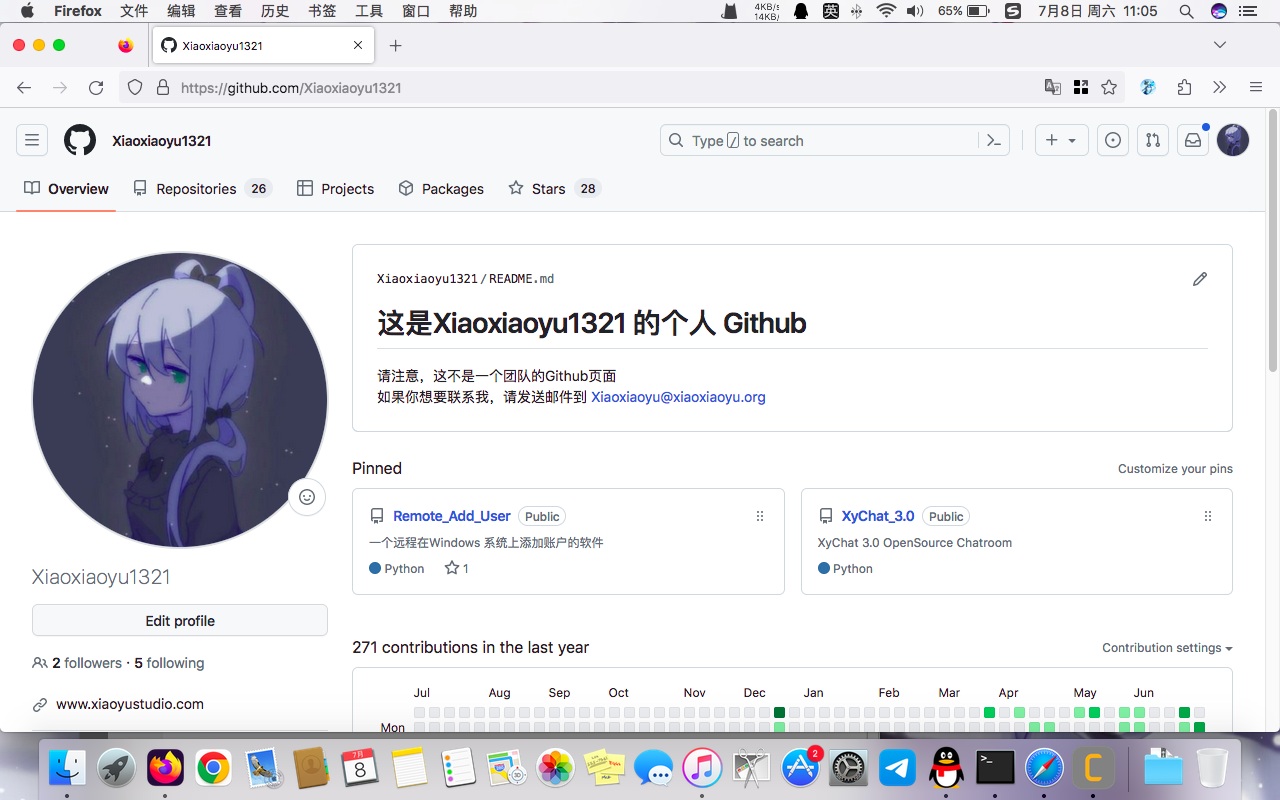 Firefox 文件 编辑 查看 历史 书签 工具 窗口 帮助 4KB/s 14KB/s 英 65% 7月8日 周六 11:05
Xiaoxiaoyu1321
https://github.com/Xiaoxiaoyu1321
Xiaoxiaoyu1321 Type / to search
Overview Repositories 26 Projects Packages Stars 28
Xiaoxiaoyu1321/README.md
这是Xiaoxiaoyu1321 的个人 Github
请注意，这不是一个团队的Github页面
如果你想要联系我，请发送邮件到 Xiaoxiaoyu@xiaoxiaoyu.org
Pinned Customize your pins
Remote_Add_User Public
一个远程在Windows 系统上添加账户的软件
Python 1
XyChat_3.0 Public
XyChat 3.0 OpenSource Chatroom
Python
Xiaoxiaoyu1321
Edit profile
2 followers · 5 following
www.xiaoyustudio.com
271 contributions in the last year Contribution settings
Jul Aug Sep Oct Nov Dec Jan Feb Mar Apr May Jun
Mon
7月
8
2